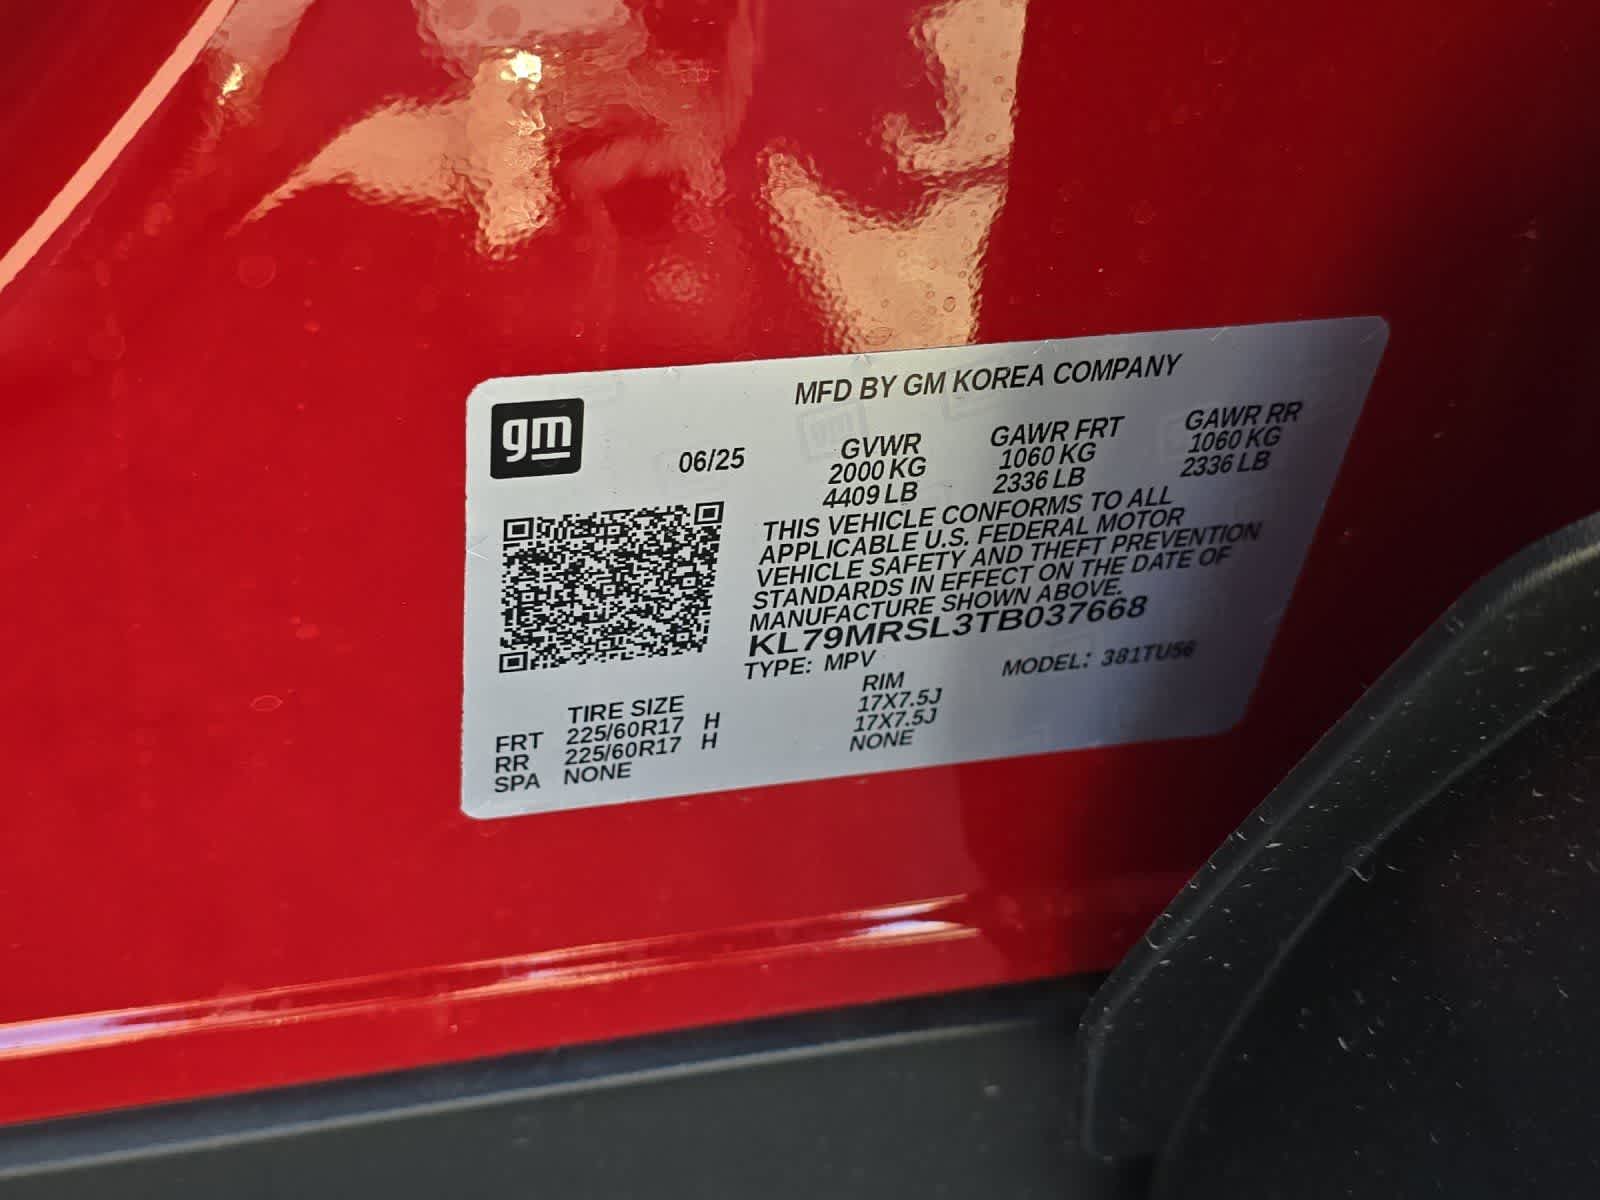 MFD BY GM KOREA COMPANY
gm
06/25
GVWR GAWR FRT GAWR RR
2000 KG 1060 KG 1060 KG
4409 LB 2336 LB 2336 LB
THIS VEHICLE CONFORMS TO ALL
APPLICABLE U.S. FEDERAL MOTOR
VEHICLE SAFETY AND THEFT PREVENTION
STANDARDS IN EFFECT ON THE DATE OF
MANUFACTURE SHOWN ABOVE.
KL79MRSL3TB037668
TYPE: MPV MODEL: 381TU56
TIRE SIZE RIM
FRT 225/60R17 H 17X7.5J
RR 225/60R17 H 17X7.5J
SPA NONE NONE